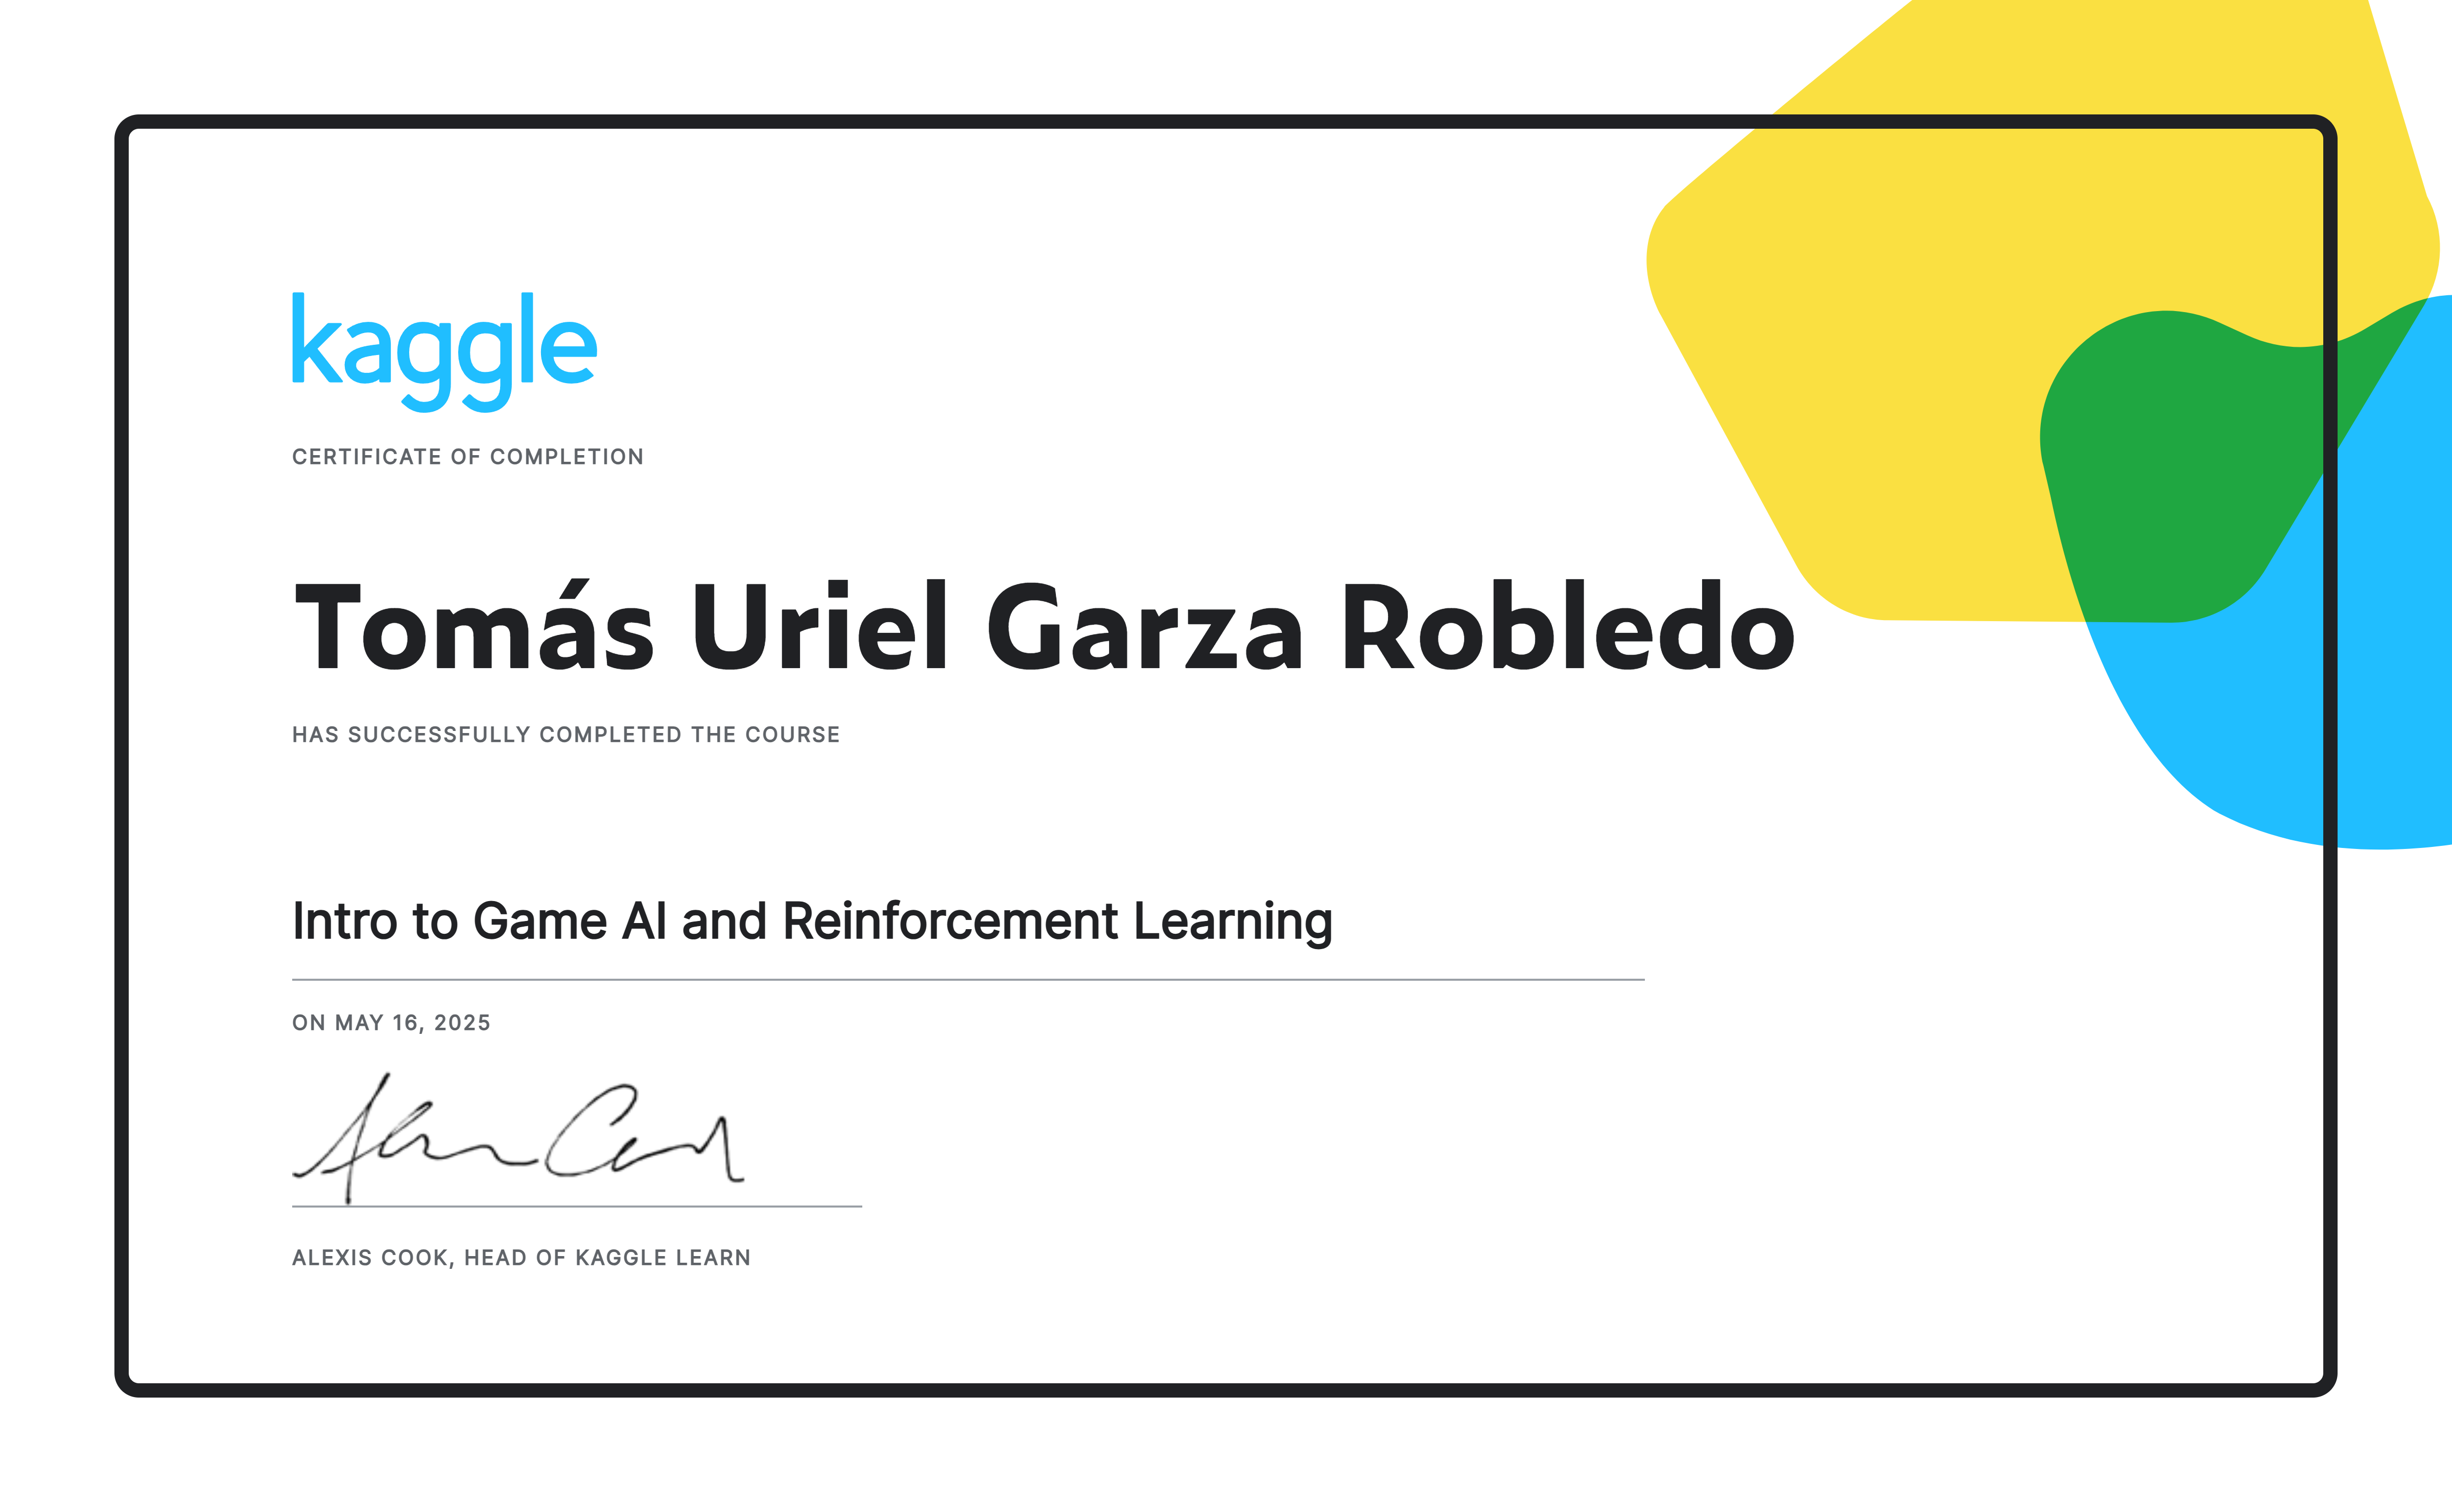 kaggle
CERTIFICATE OF COMPLETION
Tomás Uriel Garza Robledo
HAS SUCCESSFULLY COMPLETED THE COURSE
Intro to Game AI and Reinforcement Learning
ON MAY 16, 2025
ALEXIS COOK, HEAD OF KAGGLE LEARN